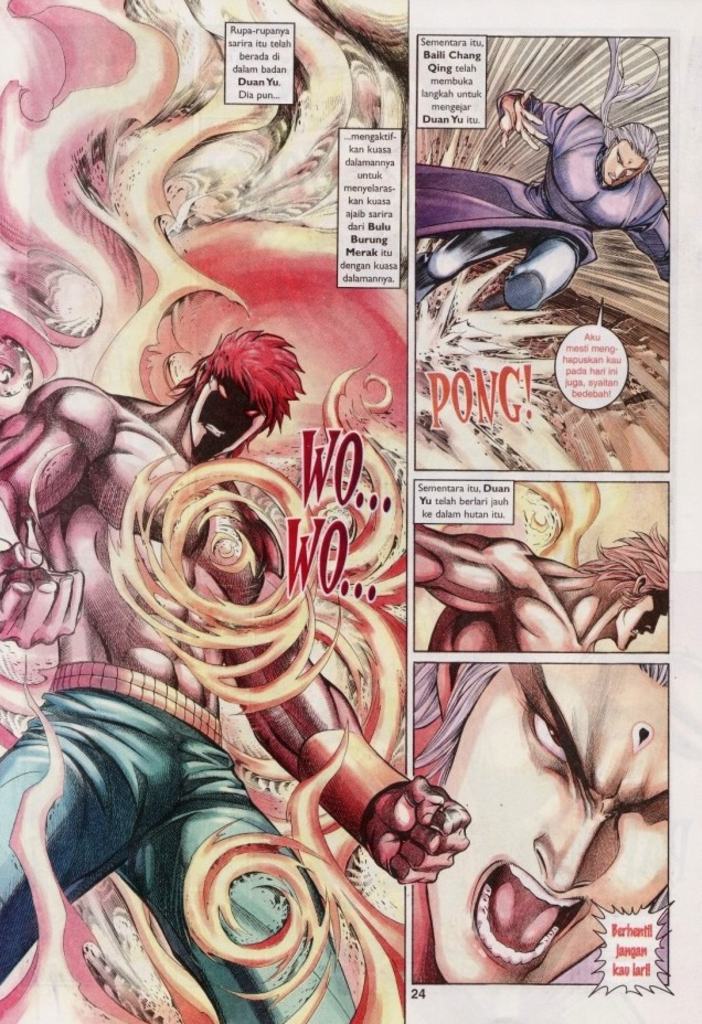 Rupa-rupanya
sarira itu telah
berada di
dalam badan
Duan Yu.
Dia pun...
...mengaktif-
kan kuasa
dalamannya
untuk
menyelaras-
kan kuasa
ajaib sarira
dari Bulu
Burung
Merak itu
dengan kuasa
dalamannya.
WO...
WO...
Sementara itu,
Baili Chang
Qing telah
membuka
langkah untuk
mengejar
Duan Yu itu.
Aku
mesti meng-
hapuskan kau
pada hari ini
juga, syaitan
bedebah!
PONG!
Sementara itu, Duan
Yu telah berlari jauh
ke dalam hutan itu.
Berhenti!
Jangan
kau lari!!
24